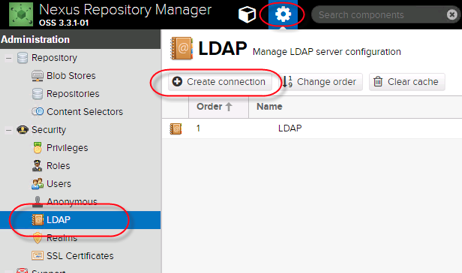 Nexus Repository Manager
OSS 3.3.1-01
Search components
Administration
Repository
Blob Stores
Repositories
Content Selectors
Security
Privileges
Roles
Users
Anonymous
LDAP
Realms
SSL Certificates
Support
LDAP Manage LDAP server configuration
Create connection
Change order
Clear cache
Order Name
1 LDAP